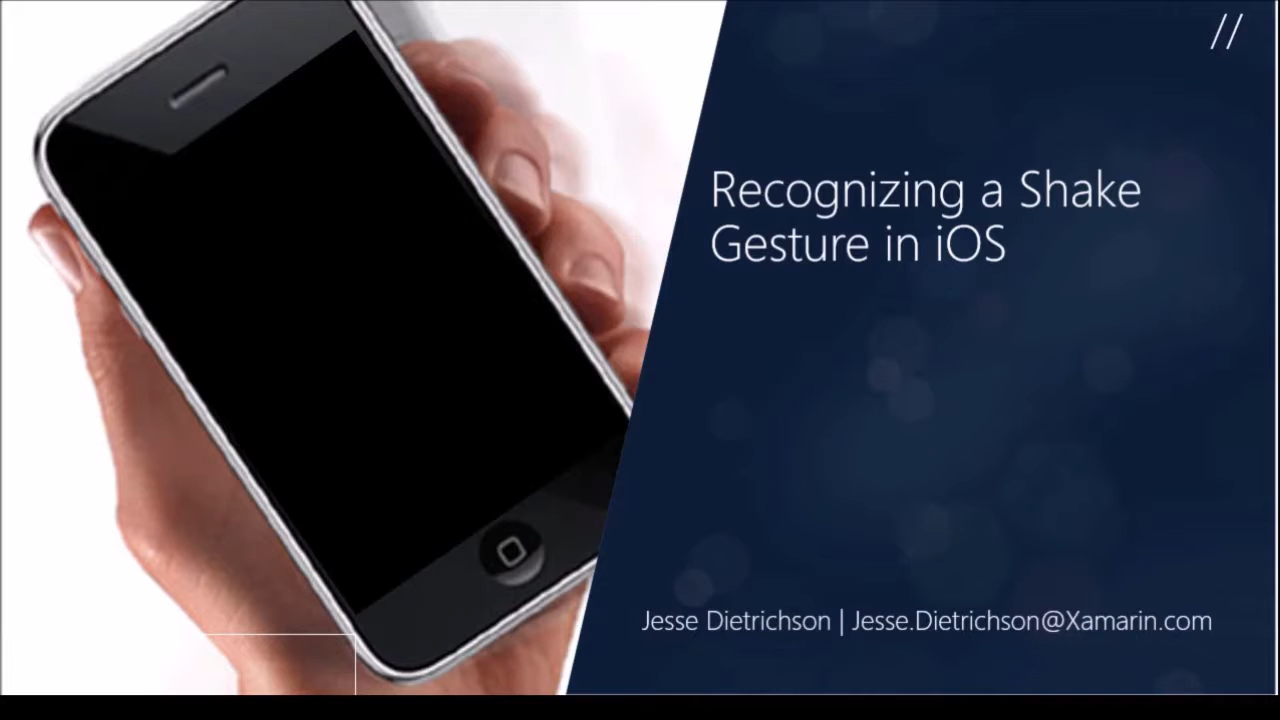 //
Recognizing a Shake
Gesture in iOS
Jesse Dietrichson | Jesse.Dietrichson@Xamarin.com